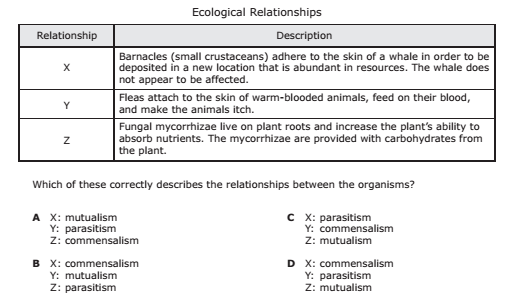 Ecological Relationships
Relationship Description
X
Barnacles (small crustaceans) adhere to the skin of a whale in order to be
deposited in a new location that is abundant in resources. The whale does
not appear to be affected.
Y
Fleas attach to the skin of warm-blooded animals, feed on their blood,
and make the animals itch.
Z
Fungal mycorrhizae live on plant roots and increase the plant's ability to
absorb nutrients. The mycorrhizae are provided with carbohydrates from
the plant.
Which of these correctly describes the relationships between the organisms?
A X: mutualism
Y: parasitism
Z: commensalism
B X: commensalism
Y: mutualism
Z: parasitism
C X: parasitism
Y: commensalism
Z: mutualism
D X: commensalism
Y: parasitism
Z: mutualism